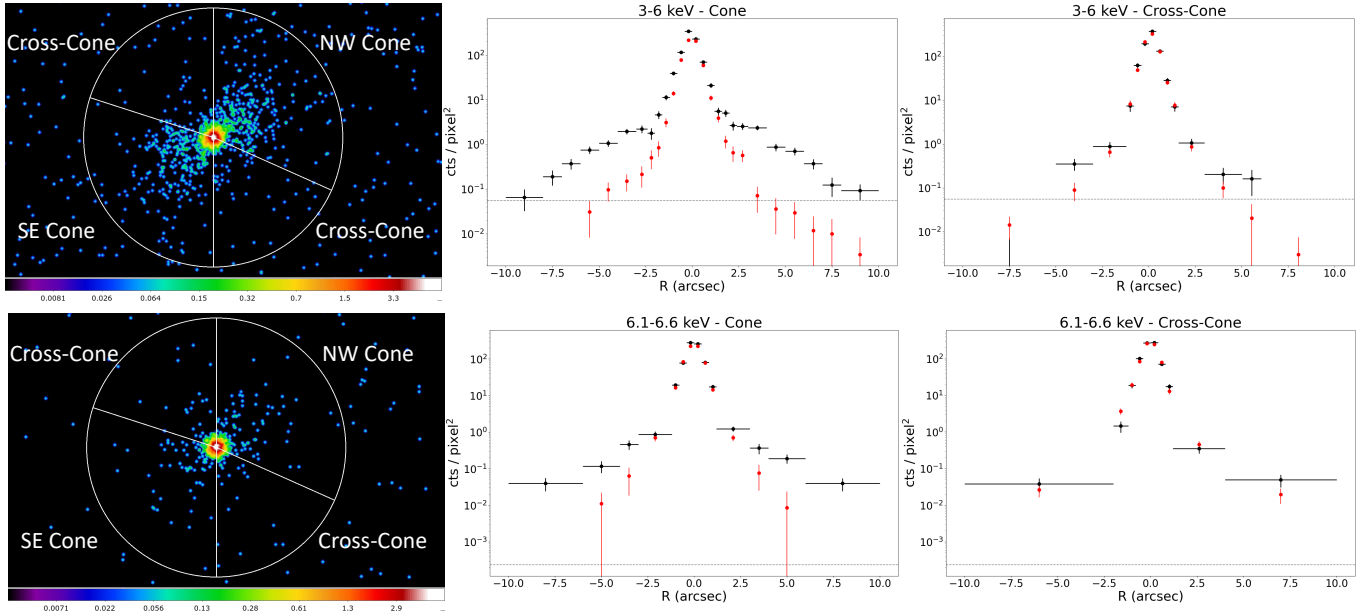 Cross-Cone
NW Cone
SE Cone
Cross-Cone
0.0081 0.026 0.064 0.15 0.32 0.7 1.5 3.3
3-6 keV - Cone
cts / pixel²
10² 10¹ 10⁰ 10⁻¹ 10⁻²
−10.0 −7.5 −5.0 −2.5 0.0 2.5 5.0 7.5 10.0
R (arcsec)
3-6 keV - Cross-Cone
cts / pixel²
10² 10¹ 10⁰ 10⁻¹ 10⁻²
−10.0 −7.5 −5.0 −2.5 0.0 2.5 5.0 7.5 10.0
R (arcsec)
Cross-Cone
NW Cone
SE Cone
Cross-Cone
0.0071 0.022 0.056 0.13 0.28 0.61 1.3 2.9
6.1-6.6 keV - Cone
cts / pixel²
10² 10¹ 10⁰ 10⁻¹ 10⁻² 10⁻³
−10.0 −7.5 −5.0 −2.5 0.0 2.5 5.0 7.5 10.0
R (arcsec)
6.1-6.6 keV - Cross-Cone
cts / pixel²
10² 10¹ 10⁰ 10⁻¹ 10⁻² 10⁻³
−10.0 −7.5 −5.0 −2.5 0.0 2.5 5.0 7.5 10.0
R (arcsec)